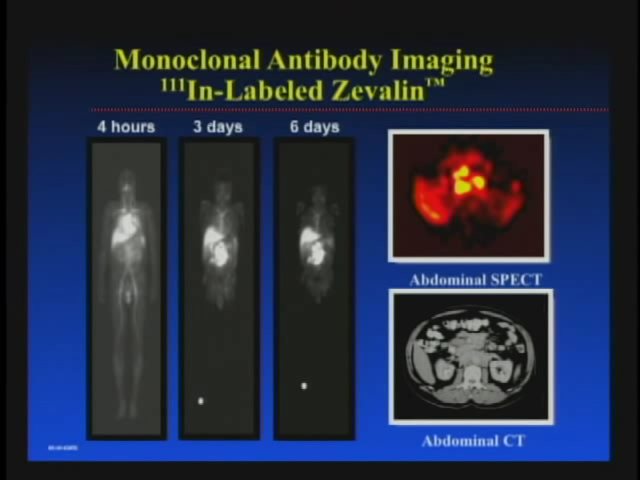 Monoclonal Antibody Imaging
¹¹¹In-Labeled Zevalin™
4 hours 3 days 6 days
Abdominal SPECT
Abdominal CT